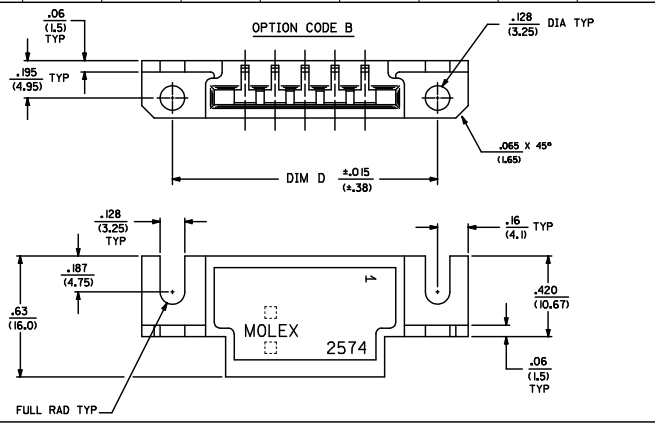 .06
(1.5)
TYP
OPTION CODE B
.128 DIA TYP
(3.25)
.195 TYP
(4.95)
.065 X 45°
(1.65)
DIM D ±.015
(±.38)
.128
(3.25)
TYP
.16 TYP
(4.1)
.187
(4.75)
1
.420
(10.67)
.63
(16.0)
MOLEX
2574
.06
(1.5)
TYP
FULL RAD TYP